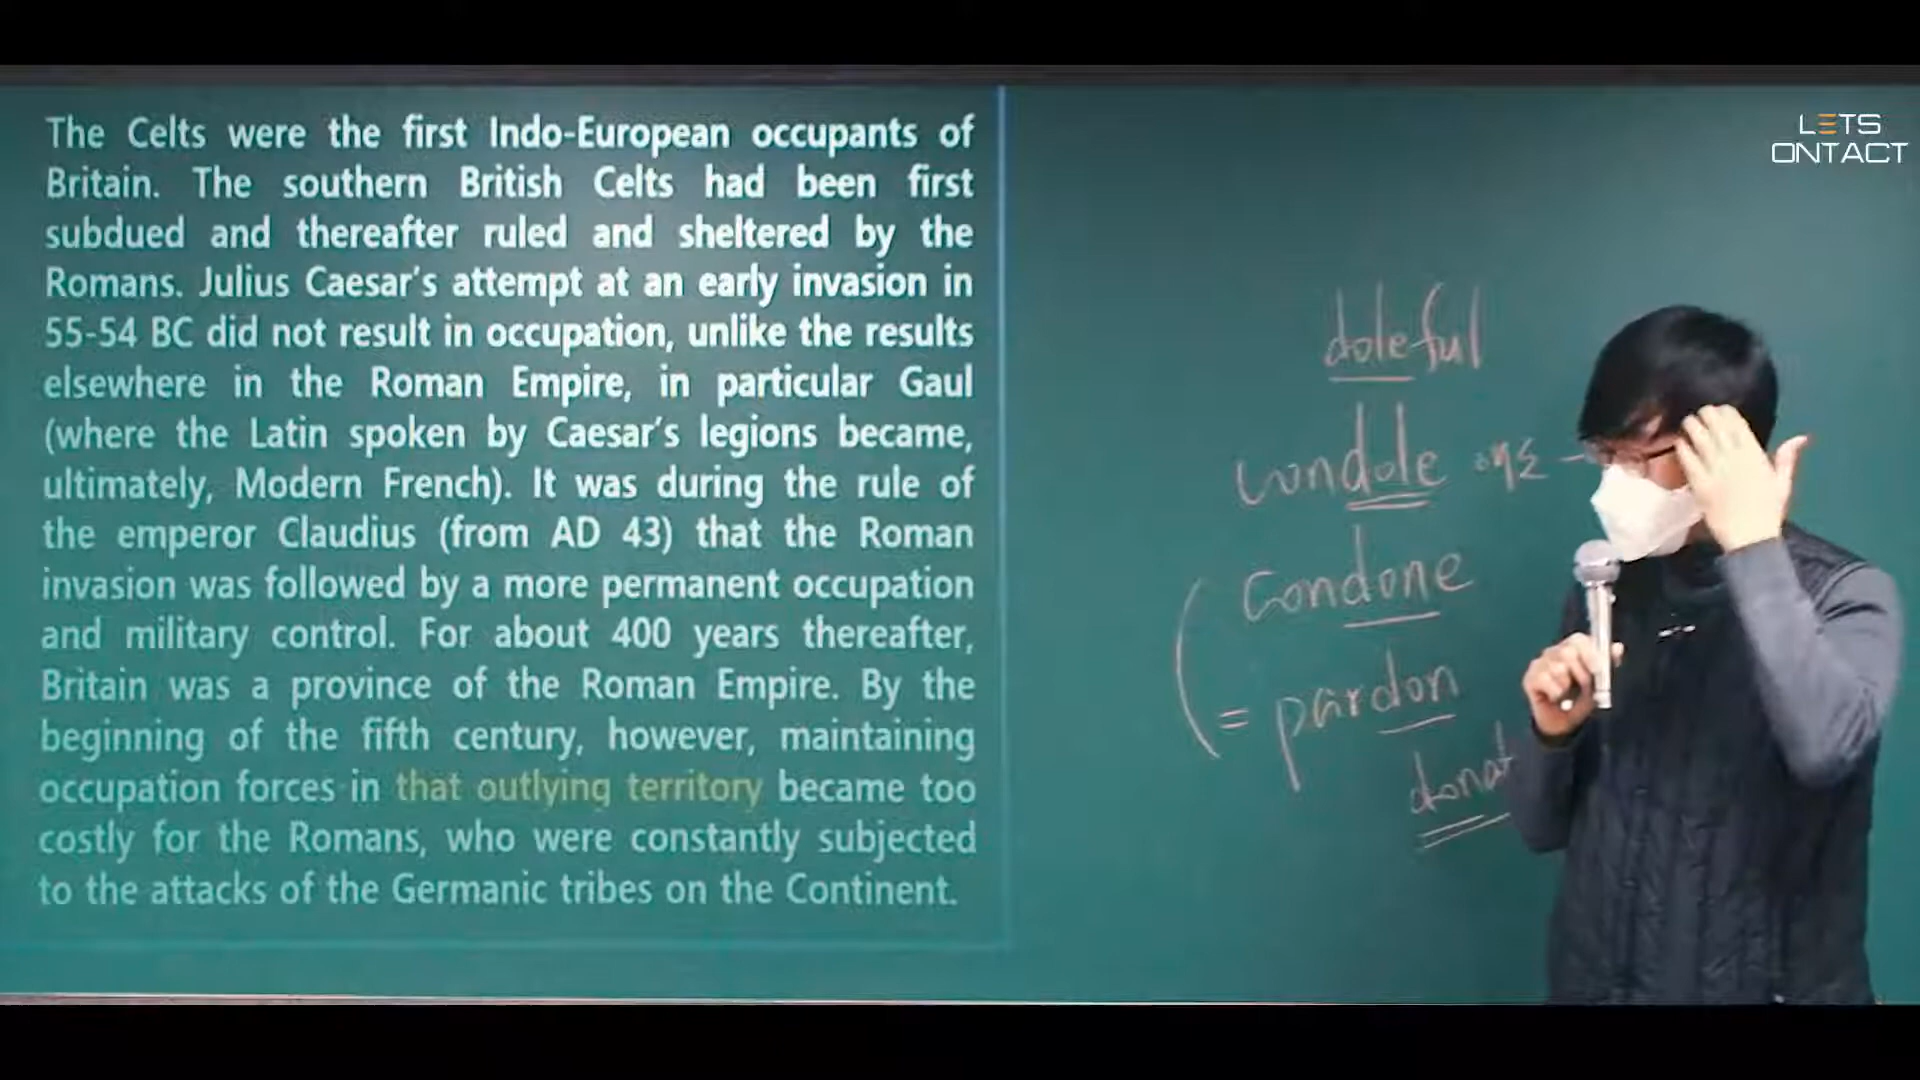 The Celts were the first Indo-European occupants of
Britain. The southern British Celts had been first
subdued and thereafter ruled and sheltered by the
Romans. Julius Caesar's attempt at an early invasion in
55-54 BC did not result in occupation, unlike the results
elsewhere in the Roman Empire, in particular Gaul
(where the Latin spoken by Caesar's legions became,
ultimately, Modern French). It was during the rule of
the emperor Claudius (from AD 43) that the Roman
invasion was followed by a more permanent occupation
and military control. For about 400 years thereafter,
Britain was a province of the Roman Empire. By the
beginning of the fifth century, however, maintaining
occupation forces in that outlying territory became too
costly for the Romans, who were constantly subjected
to the attacks of the Germanic tribes on the Continent.
LETS
ONTACT
doleful
condole
condone
= pardon
donat